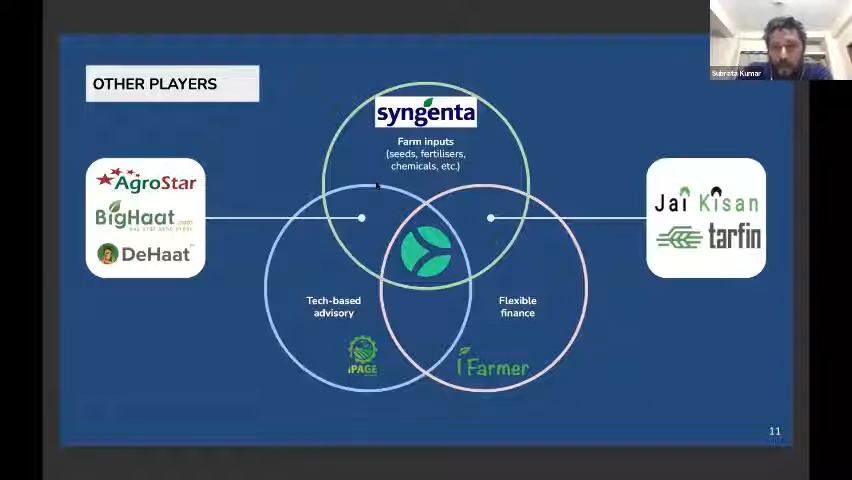 Subrata Kumar
OTHER PLAYERS
syngenta
Farm inputs
(seeds, fertilisers,
chemicals, etc.)
AgroStar
BigHaat.com
DeHaat
Jai Kisan
tarfin
Tech-based
advisory
Flexible
finance
iPAGE
iFarmer
11